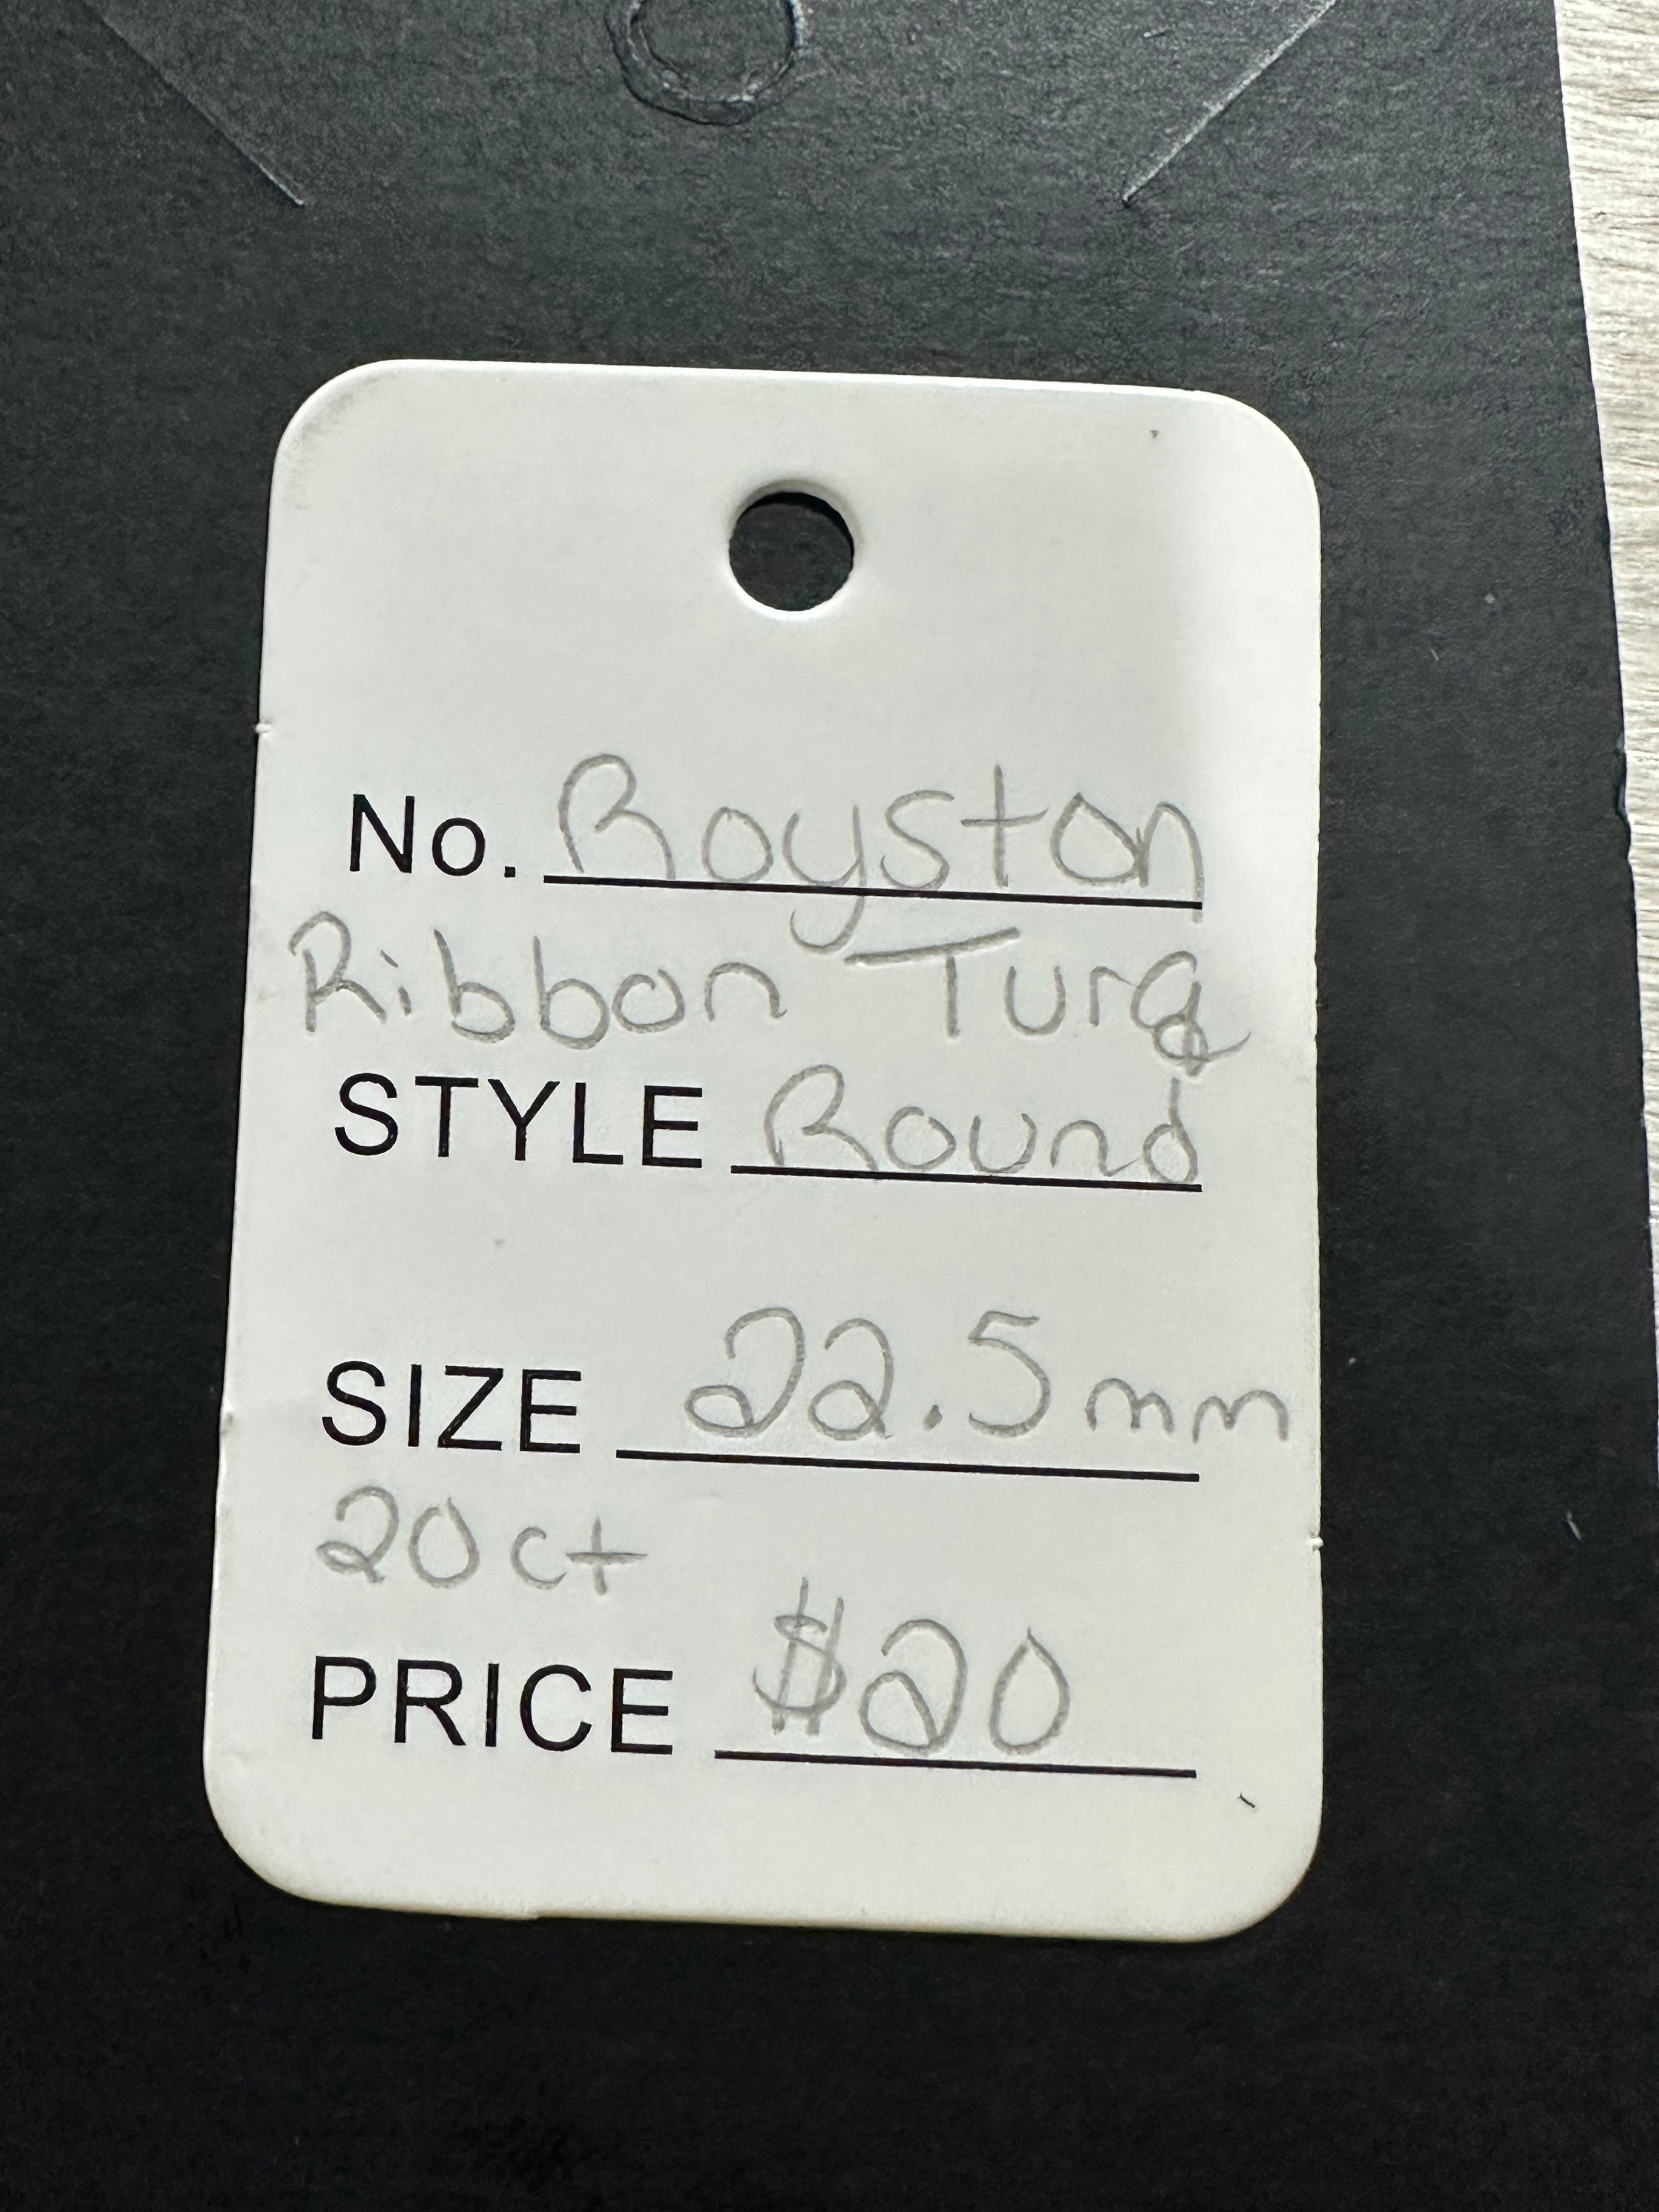 No. Royston
Ribbon Turq
STYLE Round
SIZE 22.5mm
20ct
PRICE $20